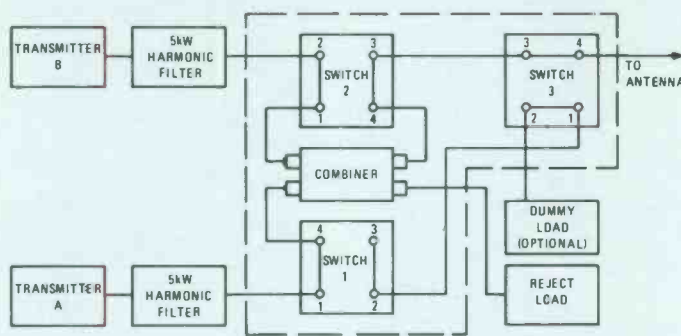 TRANSMITTER
B
5kW
HARMONIC
FILTER
2
3
SWITCH
2
1
4
3
4
SWITCH
3
2
1
TO
ANTENNA
COMBINER
4
3
SWITCH
1
1
2
DUMMY
LOAD
(OPTIONAL)
REJECT
LOAD
TRANSMITTER
A
5kW
HARMONIC
FILTER